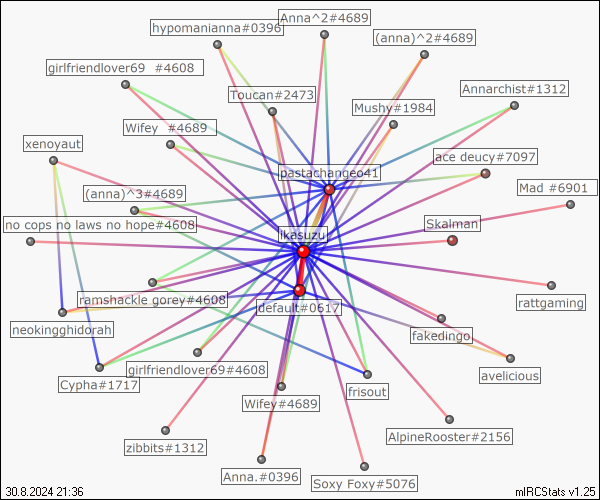 Anna^2#4689
hypomanianna#0396
(anna)^2#4689
girlfriendlover69  #4608
Annarchist#1312
Toucan#2473
Mushy#1984
Wifey  #4689
xenoyaut
ace deucy#7097
pastachangeo41
Mad #6901
(anna)^3#4689
Skalman
no cops no laws no hope#4608
ikasuzu
ramshackle gorey#4608
rattgaming
default#0617
neokingghidorah
fakedingo
girlfriendlover69#4608
avelicious
Cypha#1717
frisout
Wifey#4689
AlpineRooster#2156
zibbits#1312
Anna.#0396
Soxy Foxy#5076
30.8.2024 21:36
mIRCStats v1.25